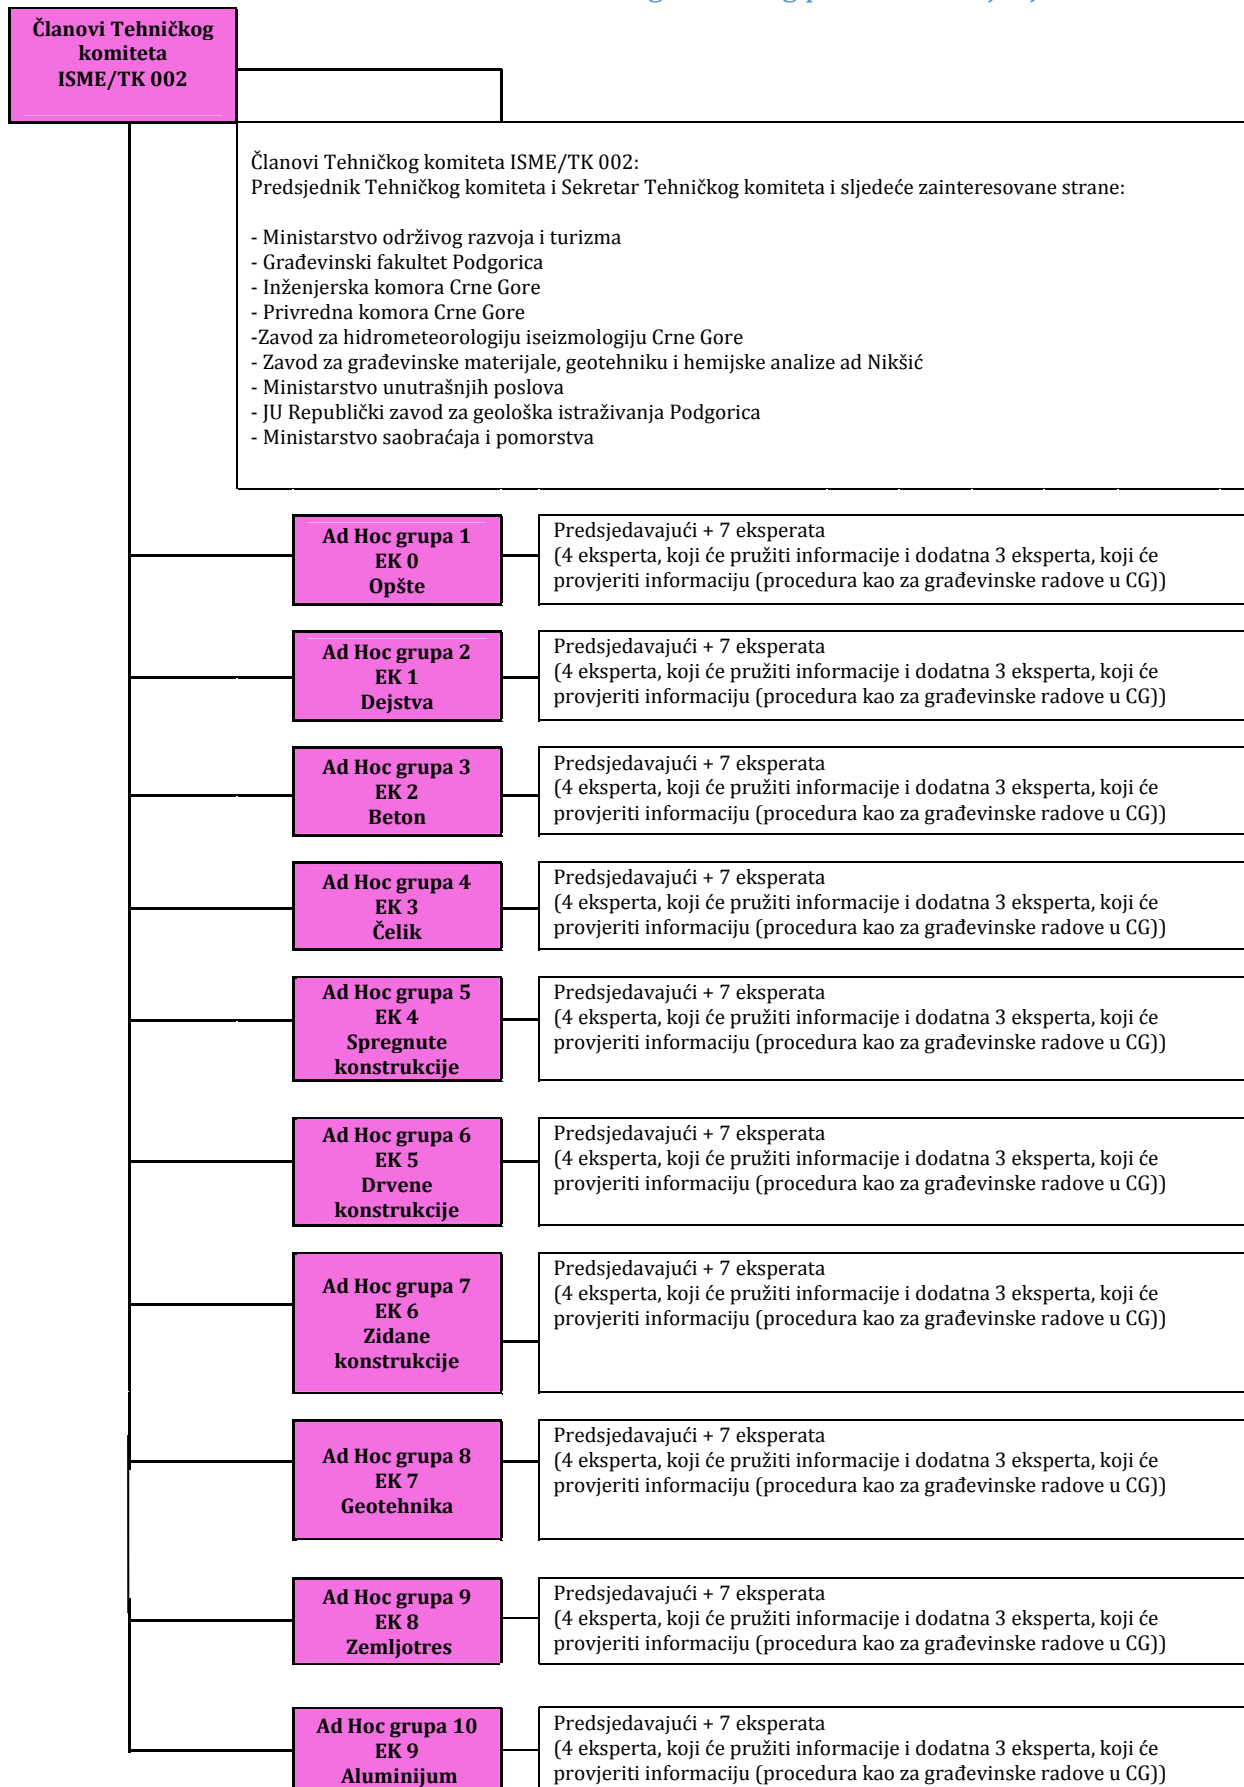 Članovi Tehničkog
komiteta
ISME/TK 002
Članovi Tehničkog komiteta ISME/TK 002:
Predsjednik Tehničkog komiteta i Sekretar Tehničkog komiteta i sljedeće zainteresovane strane:
- Ministarstvo održivog razvoja i turizma
- Građevinski fakultet Podgorica
- Inženjerska komora Crne Gore
- Privredna komora Crne Gore
-Zavod za hidrometeorologiju iseizmologiju Crne Gore
- Zavod za građevinske materijale, geotehniku i hemijske analize ad Nikšić
- Ministarstvo unutrašnjih poslova
- JU Republički zavod za geološka istraživanja Podgorica
- Ministarstvo saobraćaja i pomorstva
Ad Hoc grupa 1
EK 0
Opšte
Predsjedavajući + 7 eksperata
(4 eksperta, koji će pružiti informacije i dodatna 3 eksperta, koji će
provjeriti informaciju (procedura kao za građevinske radove u CG))
Ad Hoc grupa 2
EK 1
Dejstva
Predsjedavajući + 7 eksperata
(4 eksperta, koji će pružiti informacije i dodatna 3 eksperta, koji će
provjeriti informaciju (procedura kao za građevinske radove u CG))
Ad Hoc grupa 3
EK 2
Beton
Predsjedavajući + 7 eksperata
(4 eksperta, koji će pružiti informacije i dodatna 3 eksperta, koji će
provjeriti informaciju (procedura kao za građevinske radove u CG))
Ad Hoc grupa 4
EK 3
Čelik
Predsjedavajući + 7 eksperata
(4 eksperta, koji će pružiti informacije i dodatna 3 eksperta, koji će
provjeriti informaciju (procedura kao za građevinske radove u CG))
Ad Hoc grupa 5
EK 4
Spregnute
konstrukcije
Predsjedavajući + 7 eksperata
(4 eksperta, koji će pružiti informacije i dodatna 3 eksperta, koji će
provjeriti informaciju (procedura kao za građevinske radove u CG))
Ad Hoc grupa 6
EK 5
Drvene
konstrukcije
Predsjedavajući + 7 eksperata
(4 eksperta, koji će pružiti informacije i dodatna 3 eksperta, koji će
provjeriti informaciju (procedura kao za građevinske radove u CG))
Ad Hoc grupa 7
EK 6
Zidane
konstrukcije
Predsjedavajući + 7 eksperata
(4 eksperta, koji će pružiti informacije i dodatna 3 eksperta, koji će
provjeriti informaciju (procedura kao za građevinske radove u CG))
Ad Hoc grupa 8
EK 7
Geotehnika
Predsjedavajući + 7 eksperata
(4 eksperta, koji će pružiti informacije i dodatna 3 eksperta, koji će
provjeriti informaciju (procedura kao za građevinske radove u CG))
Ad Hoc grupa 9
EK 8
Zemljotres
Predsjedavajući + 7 eksperata
(4 eksperta, koji će pružiti informacije i dodatna 3 eksperta, koji će
provjeriti informaciju (procedura kao za građevinske radove u CG))
Ad Hoc grupa 10
EK 9
Aluminijum
Predsjedavajući + 7 eksperata
(4 eksperta, koji će pružiti informacije i dodatna 3 eksperta, koji će
provjeriti informaciju (procedura kao za građevinske radove u CG))